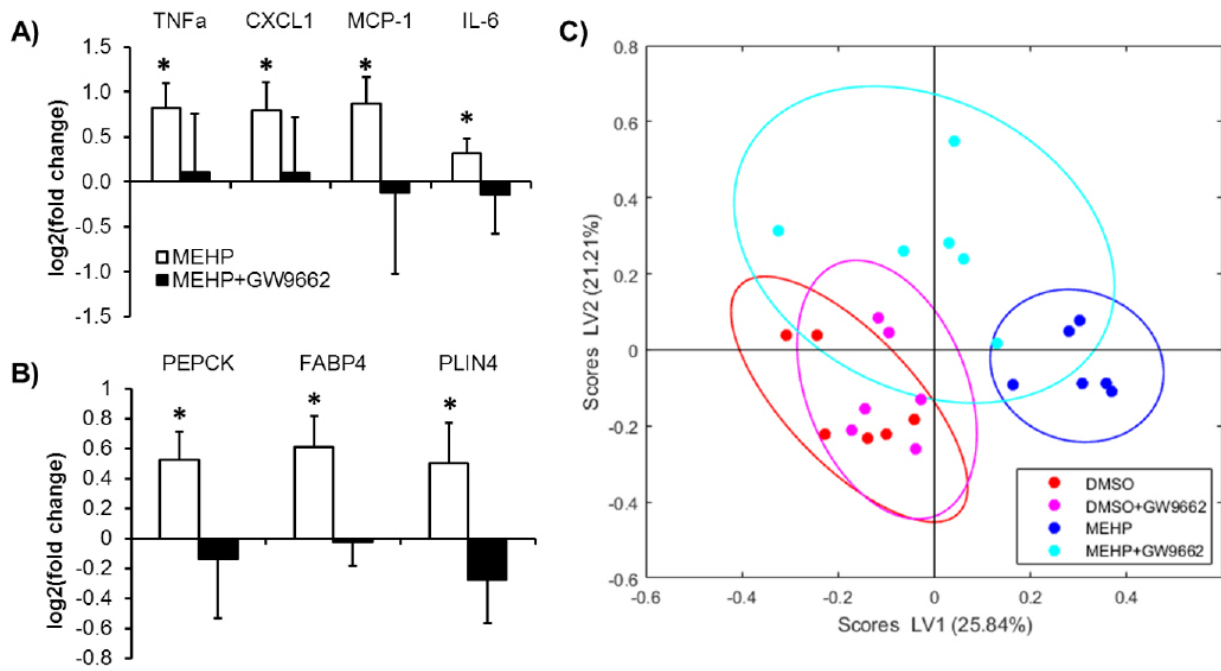 A)
TNFa CXCL1 MCP-1 IL-6
1.5
1.0
0.5
0.0
-0.5
-1.0
-1.5
log2(fold change)
* * * *
MEHP
MEHP+GW9662
B)
PEPCK FABP4 PLIN4
1
0.8
0.6
0.4
0.2
0
-0.2
-0.4
-0.6
-0.8
log2(fold change)
* * *
C)
0.8
0.6
0.4
0.2
0
-0.2
-0.4
-0.6
Scores LV2 (21.21%)
-0.6 -0.4 -0.2 0 0.2 0.4
Scores LV1 (25.84%)
DMSO
DMSO+GW9662
MEHP
MEHP+GW9662